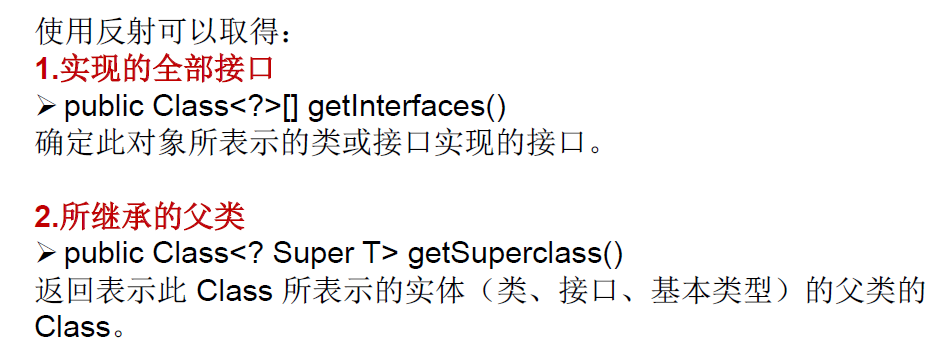 使用反射可以取得：
1.实现的全部接口
➢ public Class<?>[] getInterfaces()
确定此对象所表示的类或接口实现的接口。
2.所继承的父类
➢ public Class<? Super T> getSuperclass()
返回表示此 Class 所表示的实体（类、接口、基本类型）的父类的
Class。